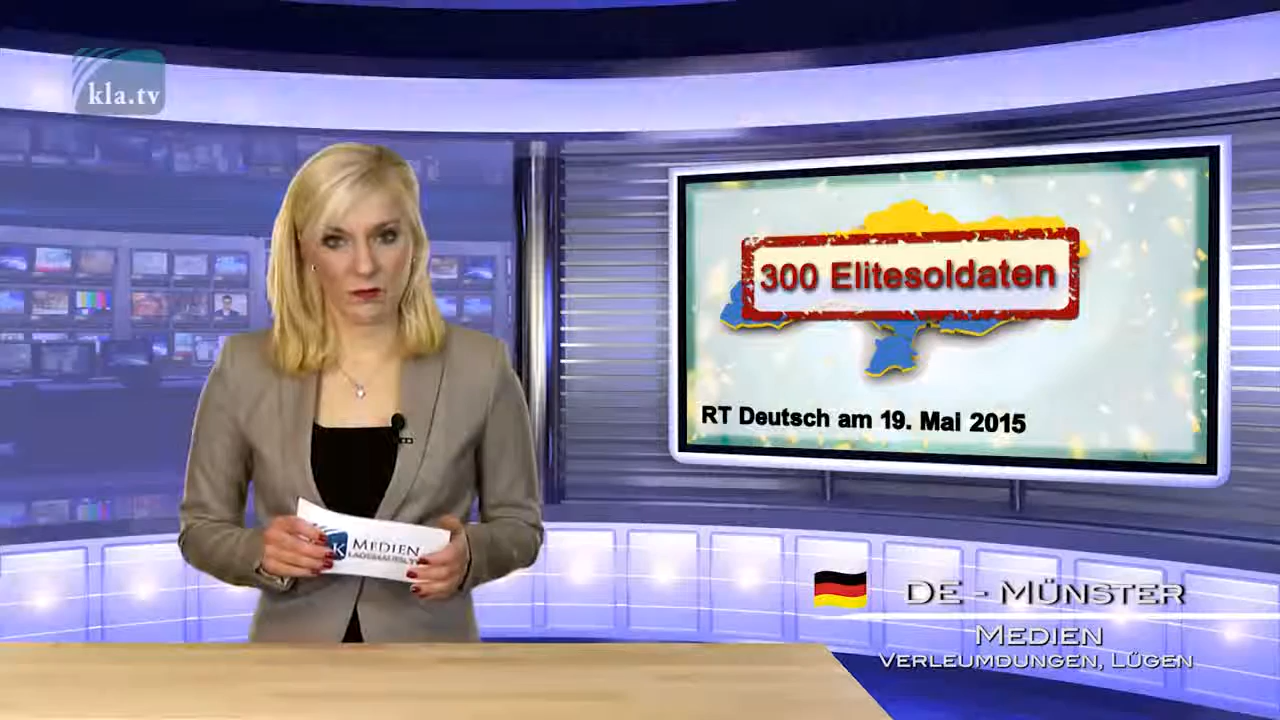 kla.tv
300 Elitesoldaten
RT Deutsch am 19. Mai 2015
K MEDIEN
DE - MÜNSTER
MEDIEN
VERLEUMDUNGEN, LÜGEN